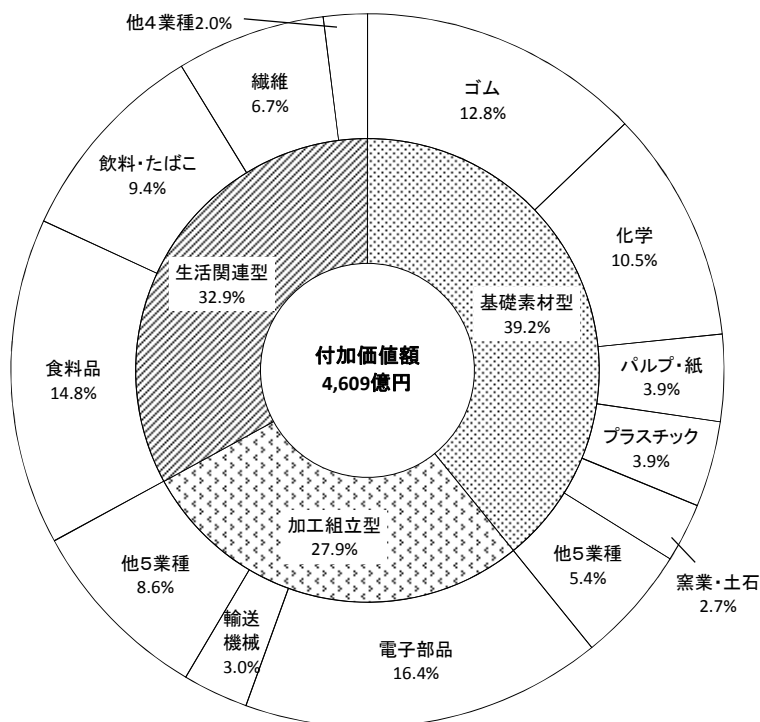 他４業種2.0%
ゴム
12.8%
化学
10.5%
パルプ・紙
3.9%
プラスチック
3.9%
窯業・土石
2.7%
他５業種
5.4%
電子部品
16.4%
輸送
機械
3.0%
他５業種
8.6%
食料品
14.8%
飲料・たばこ
9.4%
繊維
6.7%
基礎素材型
39.2%
加工組立型
27.9%
生活関連型
32.9%
付加価値額
4,609億円